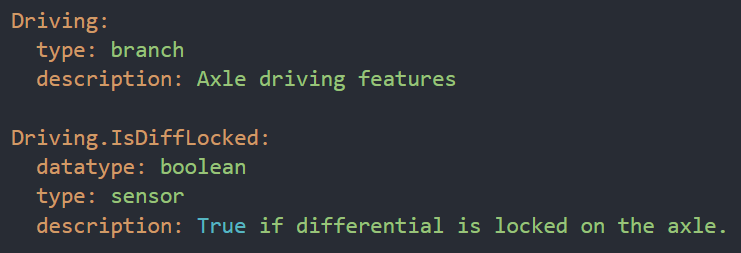 Driving:
  type: branch
  description: Axle driving features

Driving.IsDiffLocked:
  datatype: boolean
  type: sensor
  description: True if differential is locked on the axle.